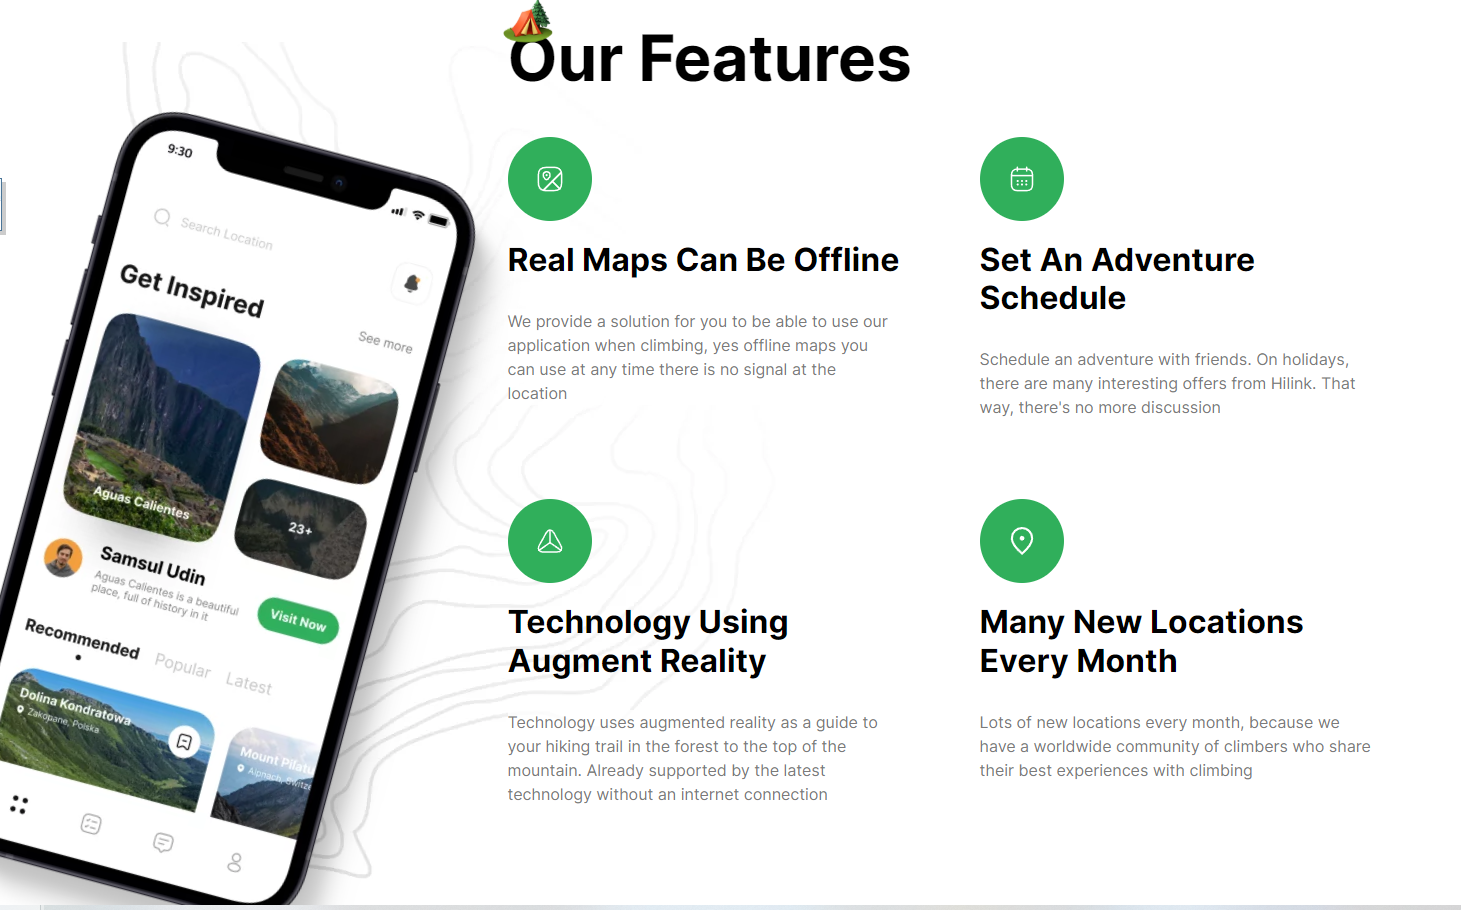 Our Features
9:30
Search Location
Get Inspired
See more
Aguas Calientes
23+
Samsul Udin
Aguas Calientes is a beautiful
place, full of history in it
Visit Now
Recommended
Popular
Latest
Dolina Kondratowa
Zakopane, Polska
Mount Pilatu
Alpnach, Switze
Real Maps Can Be Offline
We provide a solution for you to be able to use our
application when climbing, yes offline maps you
can use at any time there is no signal at the
location
Set An Adventure
Schedule
Schedule an adventure with friends. On holidays,
there are many interesting offers from Hilink. That
way, there's no more discussion
Technology Using
Augment Reality
Technology uses augmented reality as a guide to
your hiking trail in the forest to the top of the
mountain. Already supported by the latest
technology without an internet connection
Many New Locations
Every Month
Lots of new locations every month, because we
have a worldwide community of climbers who share
their best experiences with climbing